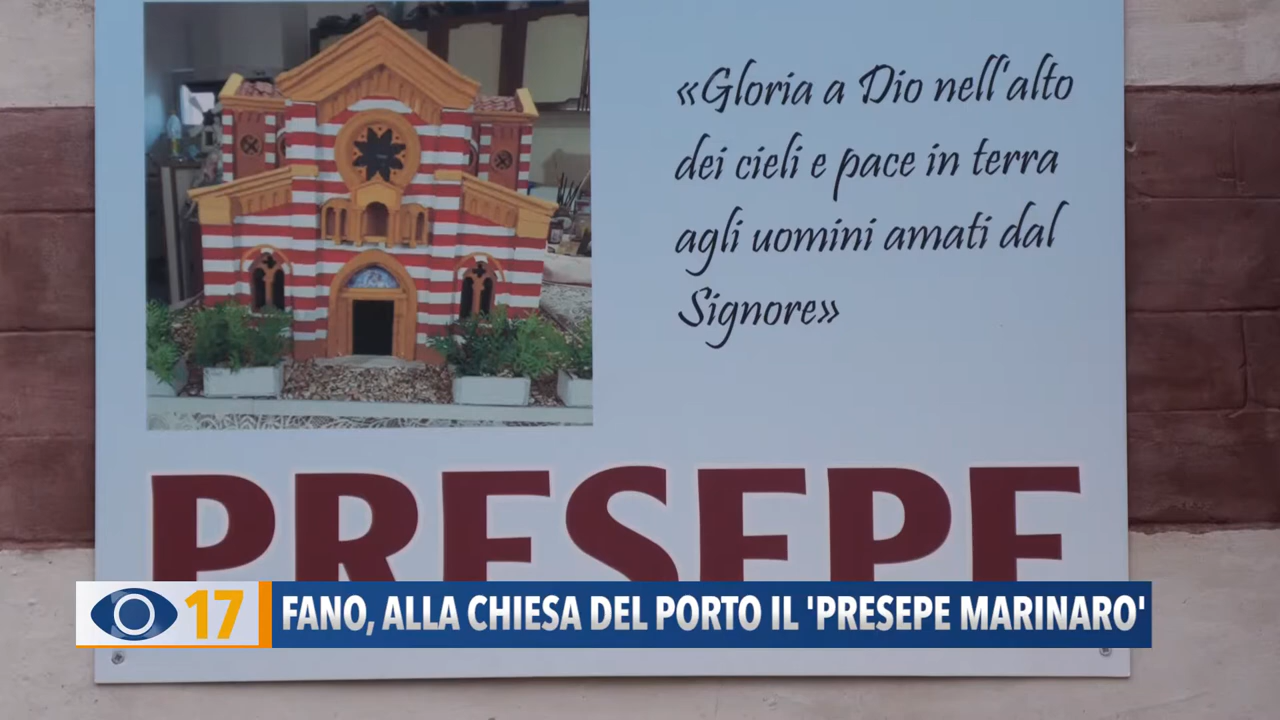 «Gloria a Dio nell'alto
dei cieli e pace in terra
agli uomini amati dal
Signore»
PRESEPE
17 FANO, ALLA CHIESA DEL PORTO IL 'PRESEPE MARINARO'